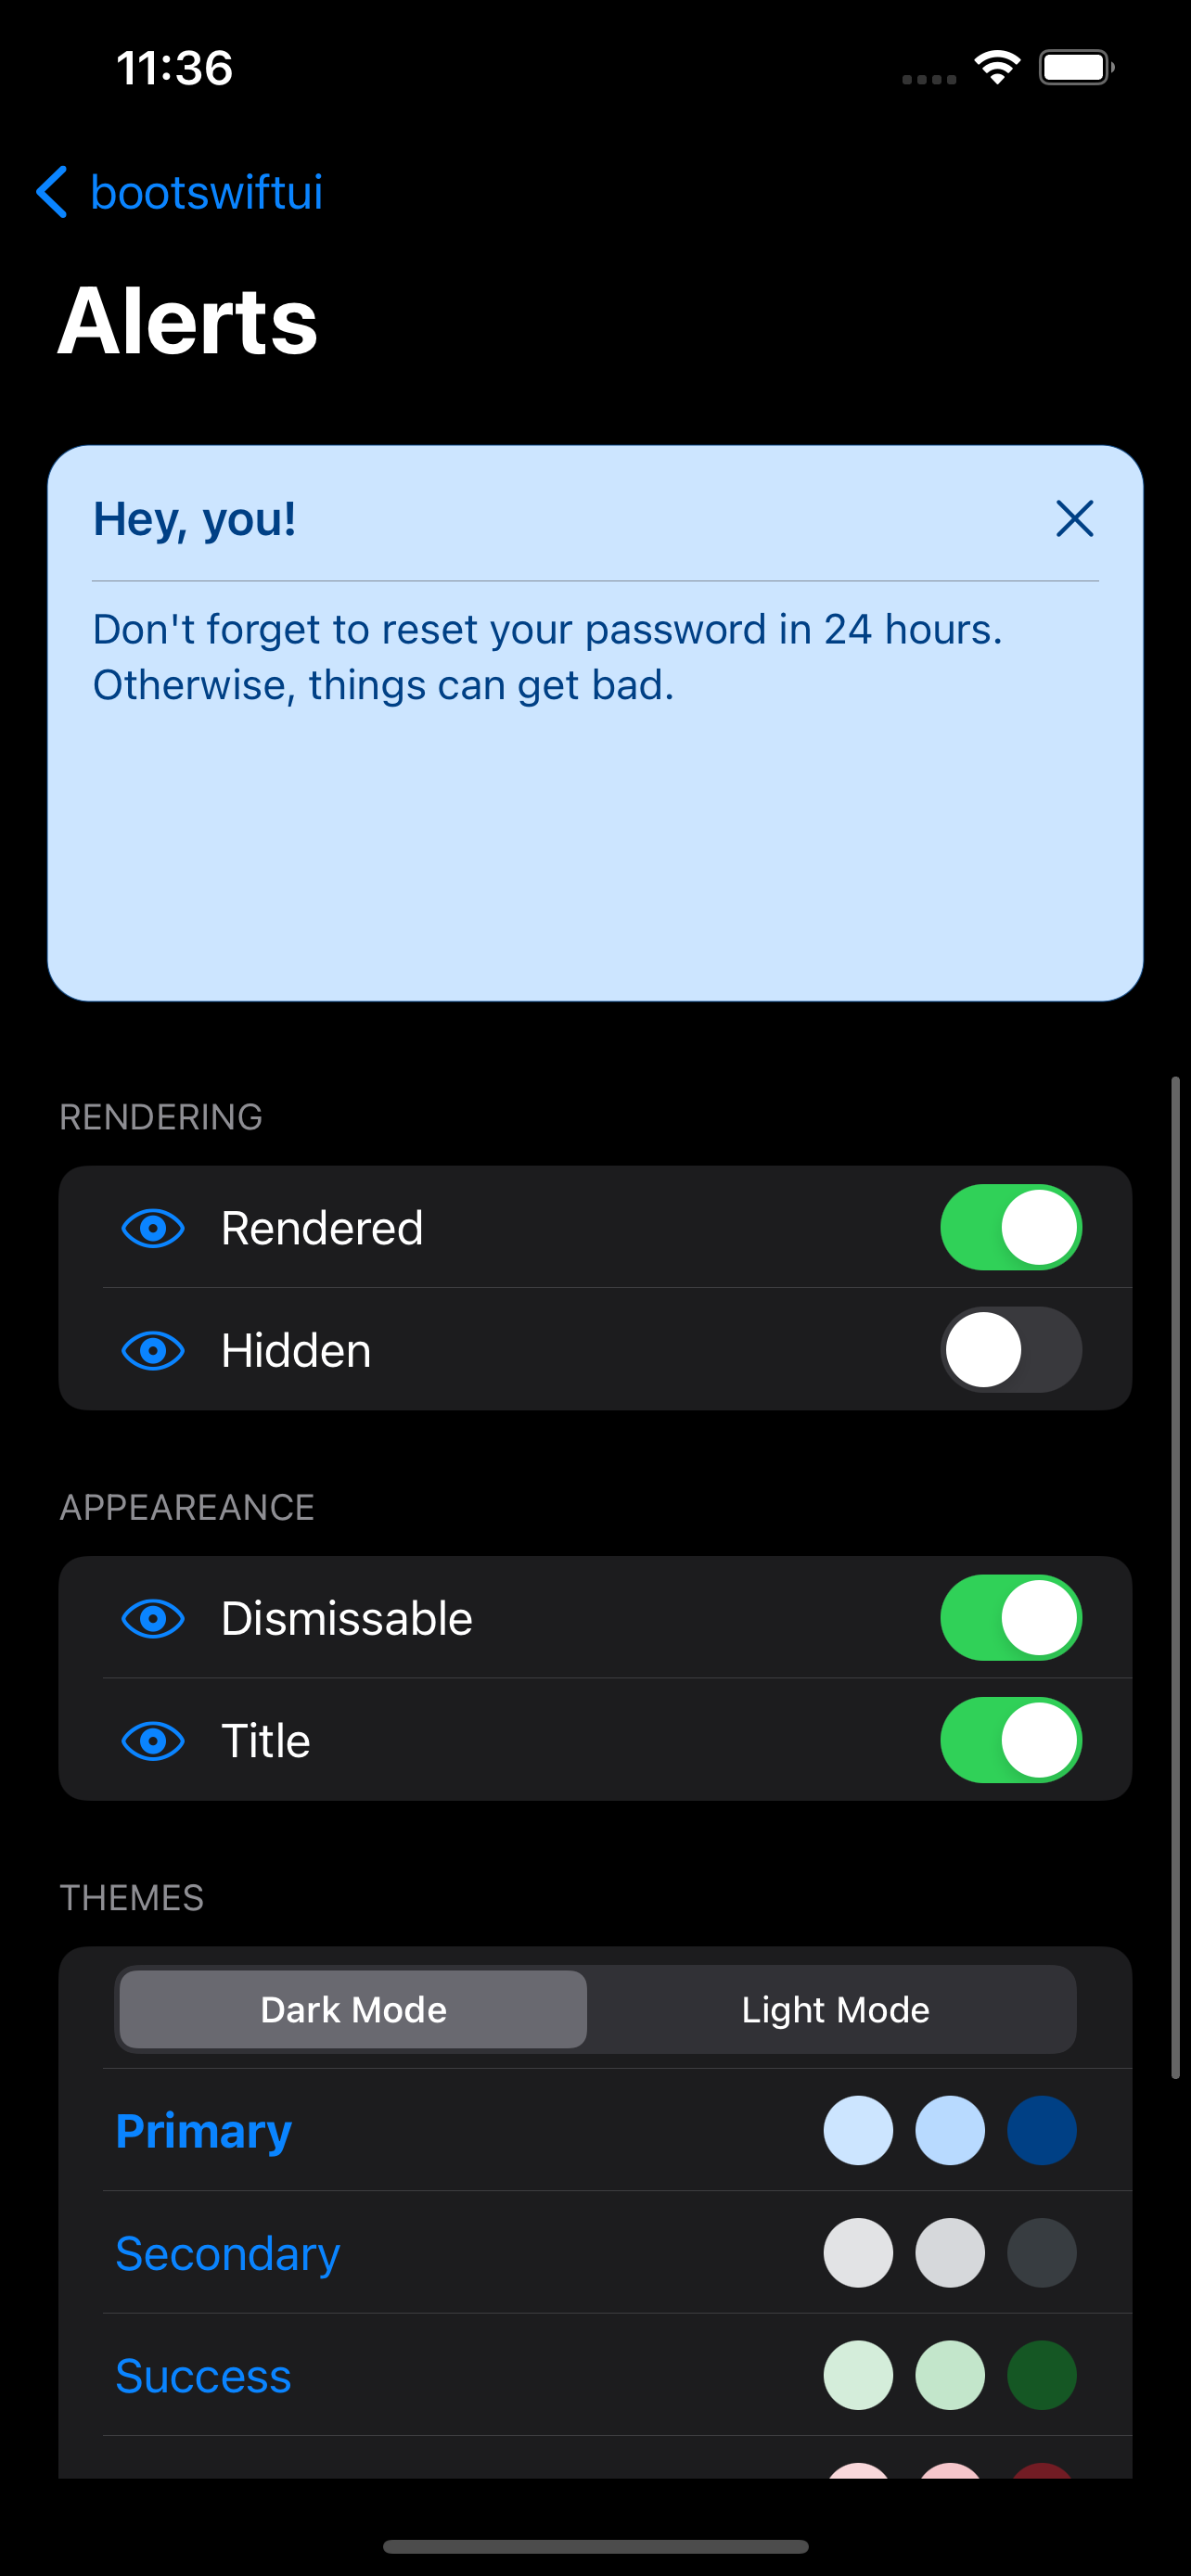 11:36
bootswiftui
Alerts
Hey, you!
Don't forget to reset your password in 24 hours.
Otherwise, things can get bad.
RENDERING
Rendered
Hidden
APPEAREANCE
Dismissable
Title
THEMES
Dark Mode
Light Mode
Primary
Secondary
Success